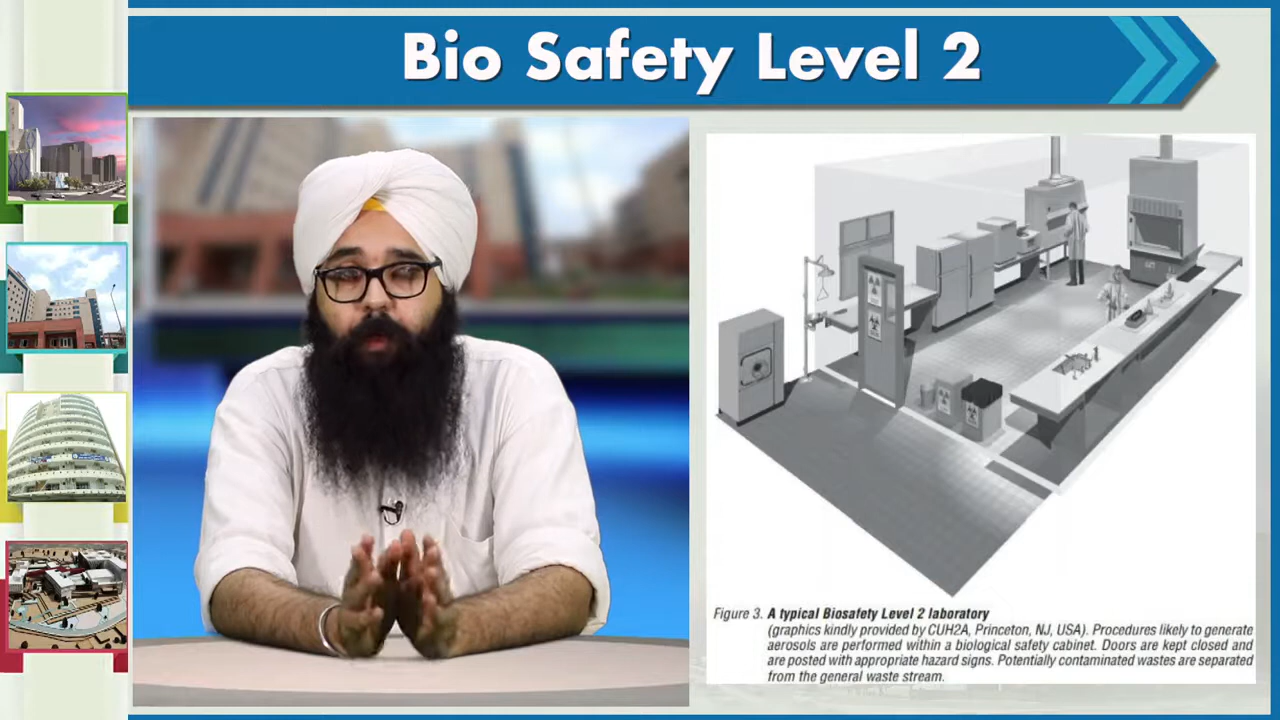 Bio Safety Level 2
Figure 3. A typical Biosafety Level 2 laboratory
(graphics kindly provided by CUH2A, Princeton, NJ, USA). Procedures likely to generate
aerosols are performed within a biological safety cabinet. Doors are kept closed and
are posted with appropriate hazard signs. Potentially contaminated wastes are separated
from the general waste stream.